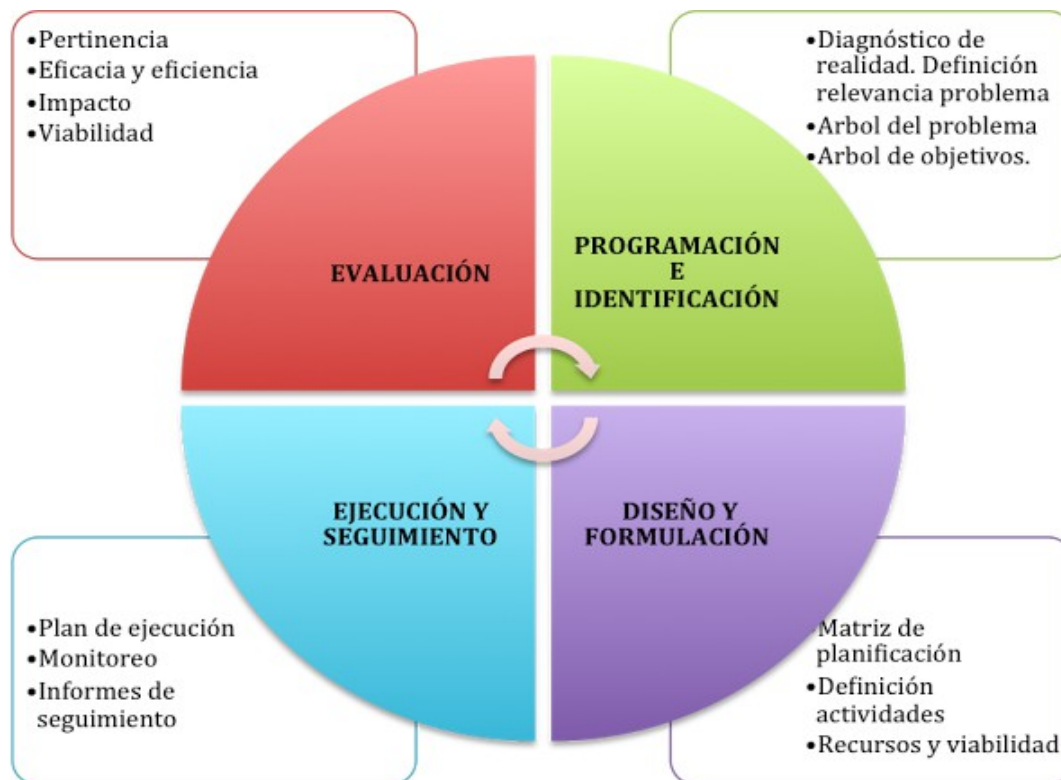 •Pertinencia
•Eficacia y eficiencia
•Impacto
•Viabilidad
•Diagnóstico de
realidad. Definición
relevancia problema
•Arbol del problema
•Arbol de objetivos.
EVALUACIÓN
PROGRAMACIÓN
E
IDENTIFICACIÓN
EJECUCIÓN Y
SEGUIMIENTO
DISEÑO Y
FORMULACIÓN
•Plan de ejecución
•Monitoreo
•Informes de
seguimiento
•Matriz de
planificación
•Definición
actividades
•Recursos y viabilidad